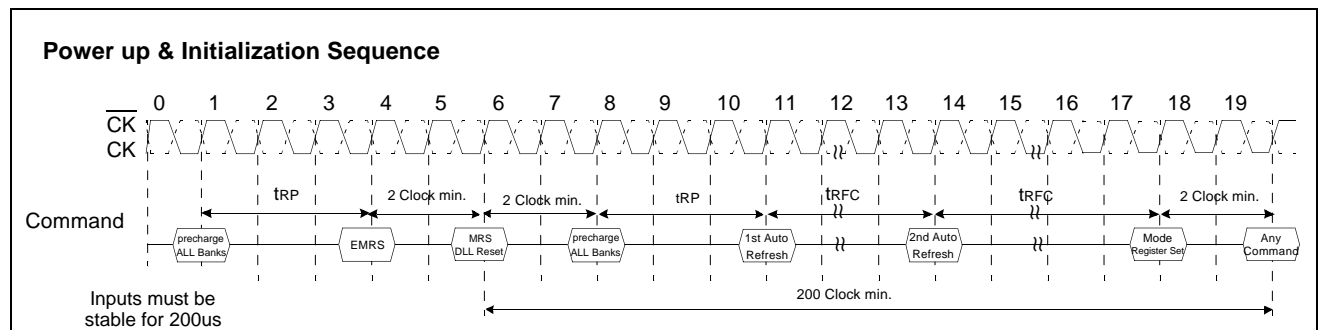 Power up & Initialization Sequence
0 1 2 3 4 5 6 7 8 9 10 11 12 13 14 15 16 17 18 19
CK
CK
tRP 2 Clock min. 2 Clock min. tRP tRFC tRFC 2 Clock min.
Command
precharge
ALL Banks
EMRS
MRS
DLL Reset
precharge
ALL Banks
1st Auto
Refresh
2nd Auto
Refresh
Mode
Register Set
Any
Command
200 Clock min.
Inputs must be
stable for 200us